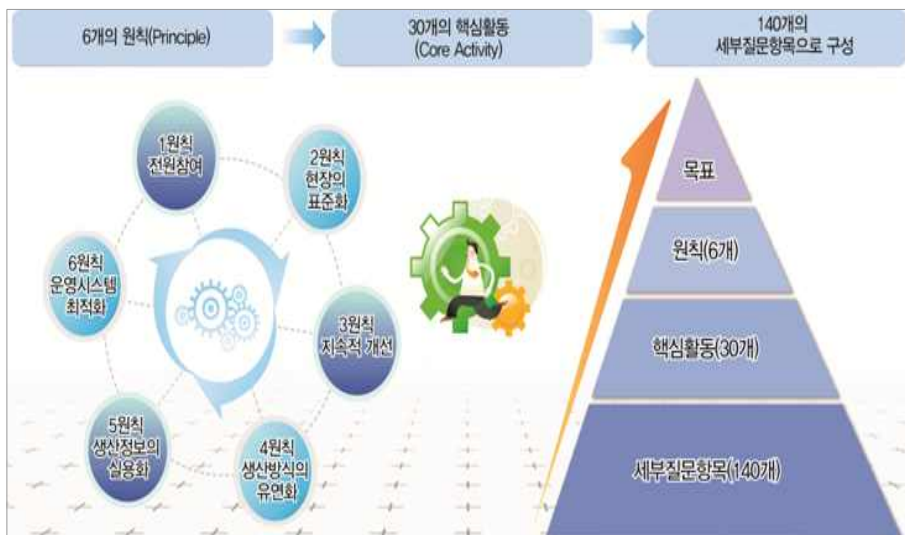 6개의 원칙(Principle)
30개의 핵심활동
(Core Activity)
140개의
세부질문항목으로 구성
1원칙
전원참여
2원칙
현장의
표준화
3원칙
지속적 개선
4원칙
생산방식의
유연화
5원칙
생산정보의
실용화
6원칙
운영시스템
최적화
목표
원칙(6개)
핵심활동(30개)
세부질문항목(140개)